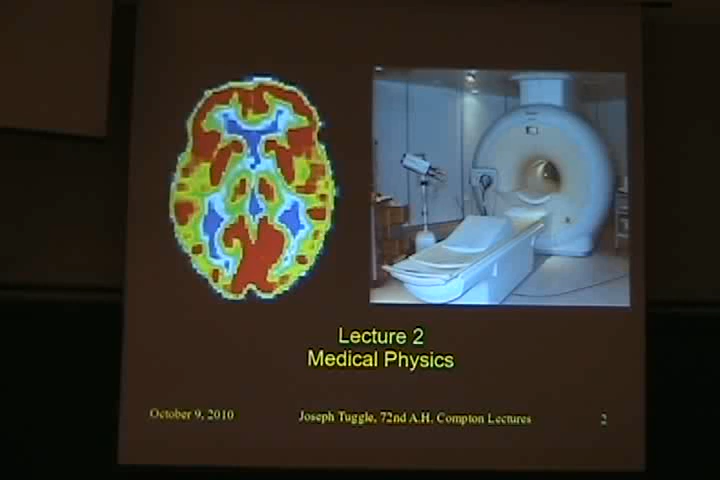 Lecture 2
Medical Physics
October 9, 2010
Joseph Tuggle, 72nd A.H. Compton Lectures
2